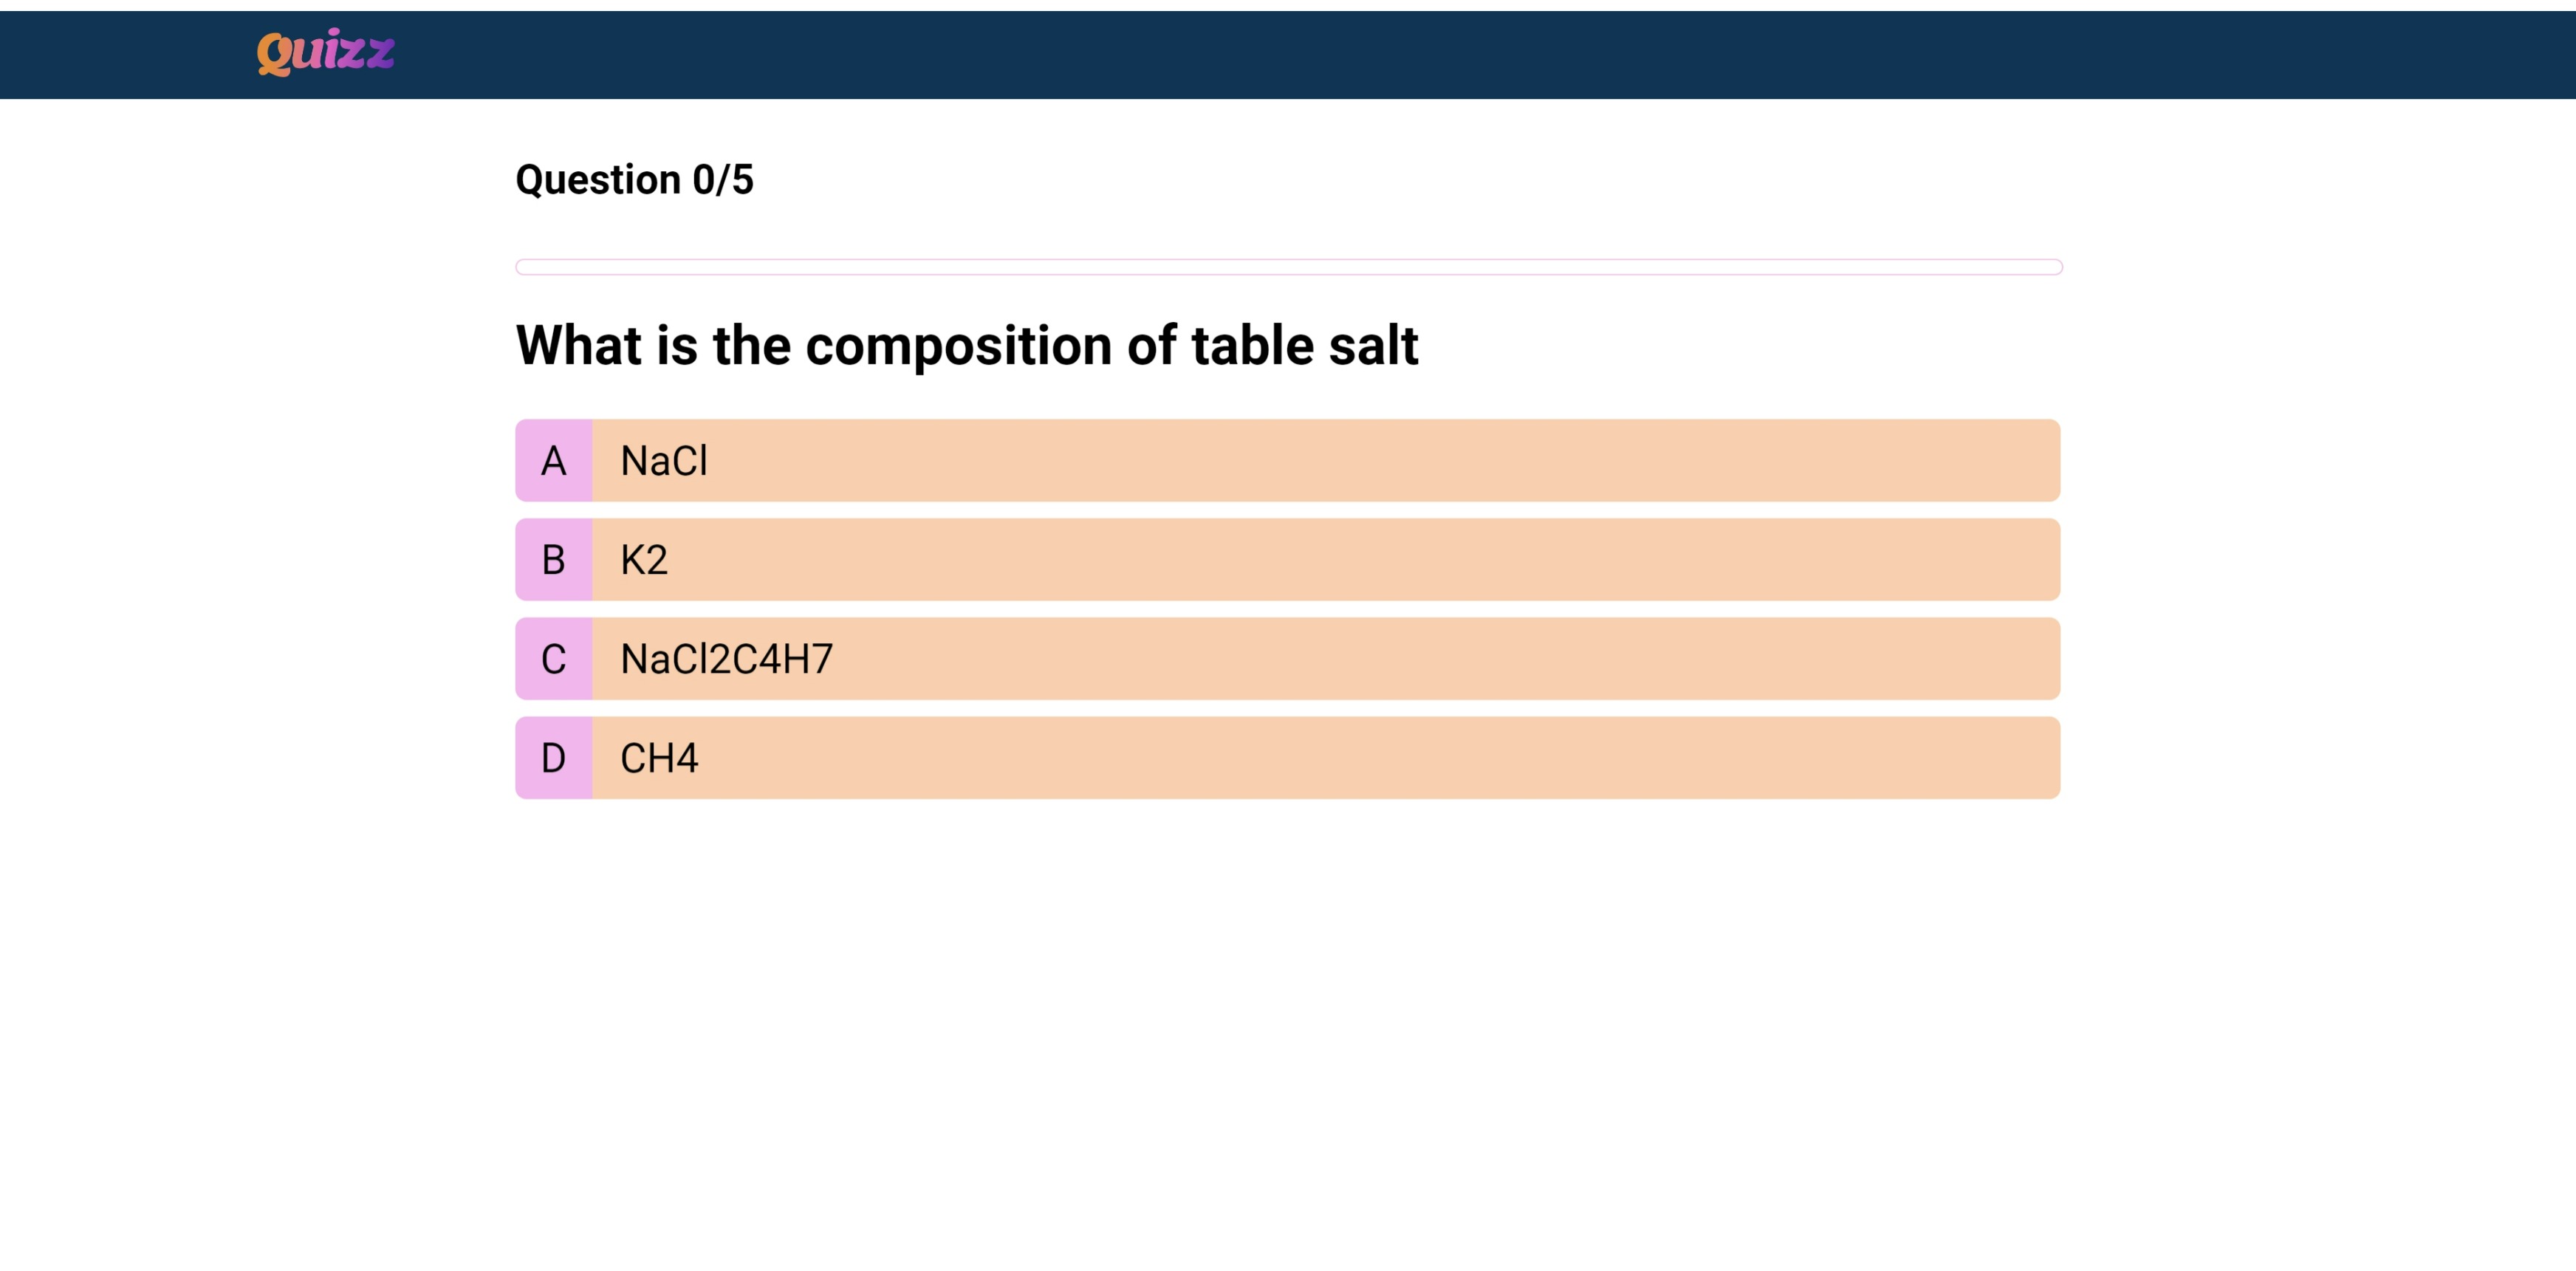 Quizz
Question 0/5
What is the composition of table salt
A NaCl
B K2
C NaCl2C4H7
D CH4